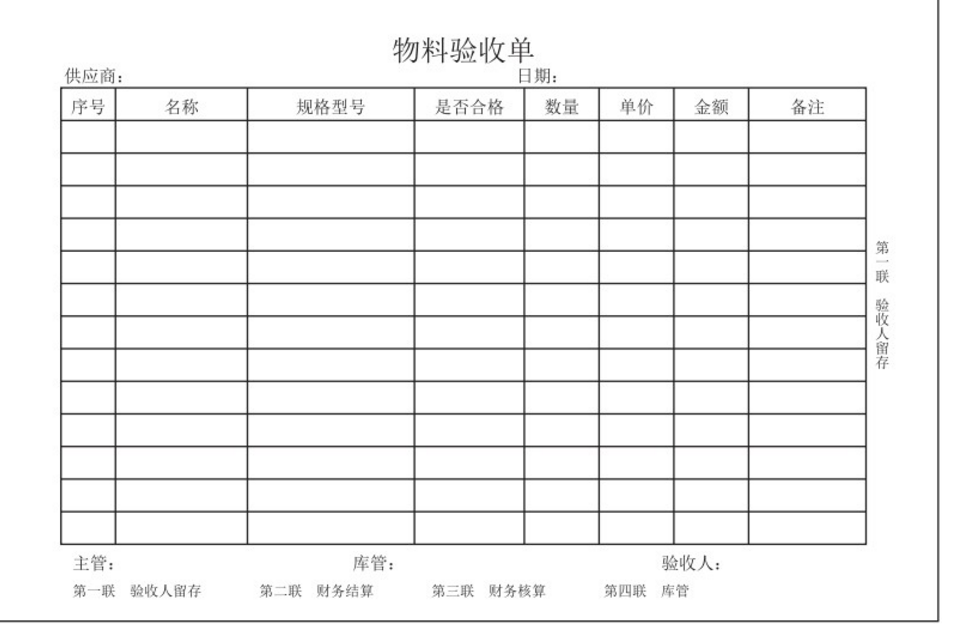 物料验收单
供应商： 日期：
序号 名称 规格型号 是否合格 数量 单价 金额 备注
第一联 验收人留存
主管： 库管： 验收人：
第一联 验收人留存 第二联 财务结算 第三联 财务核算 第四联 库管